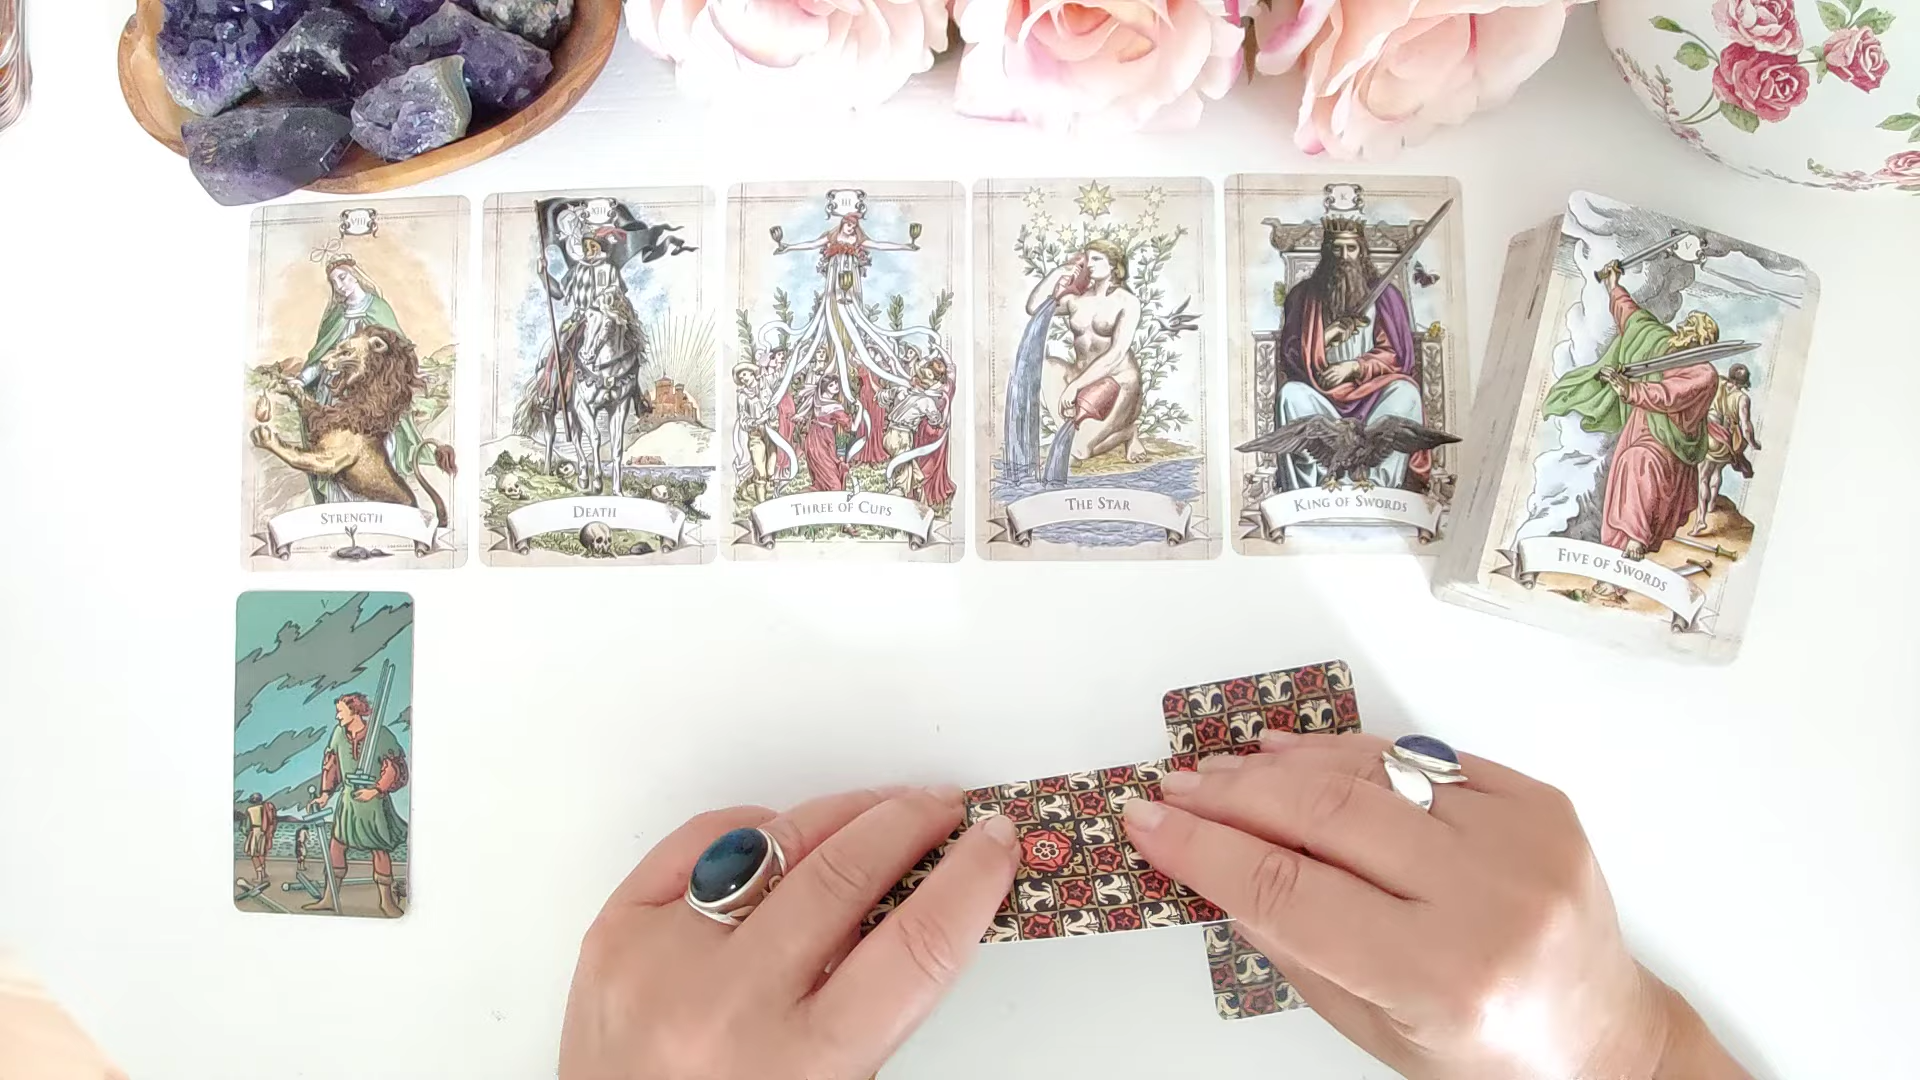 VIII
XIII
III
K
V
STRENGTH
DEATH
THREE OF CUPS
THE STAR
KING OF SWORDS
FIVE OF SWORDS
V